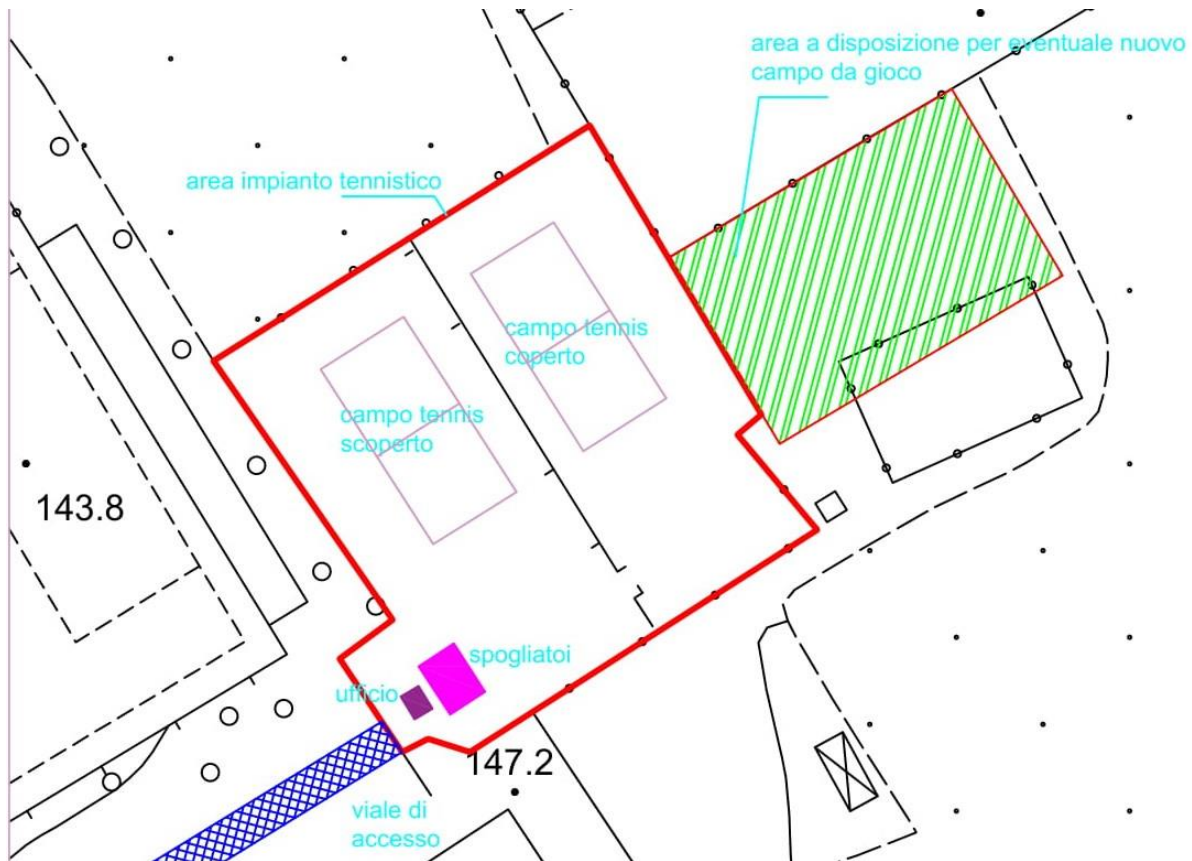 area a disposizione per eventuale nuovo
campo da gioco
area impianto tennistico
campo tennis
coperto
campo tennis
scoperto
143.8
spogliatoi
ufficio
147.2
viale di
accesso